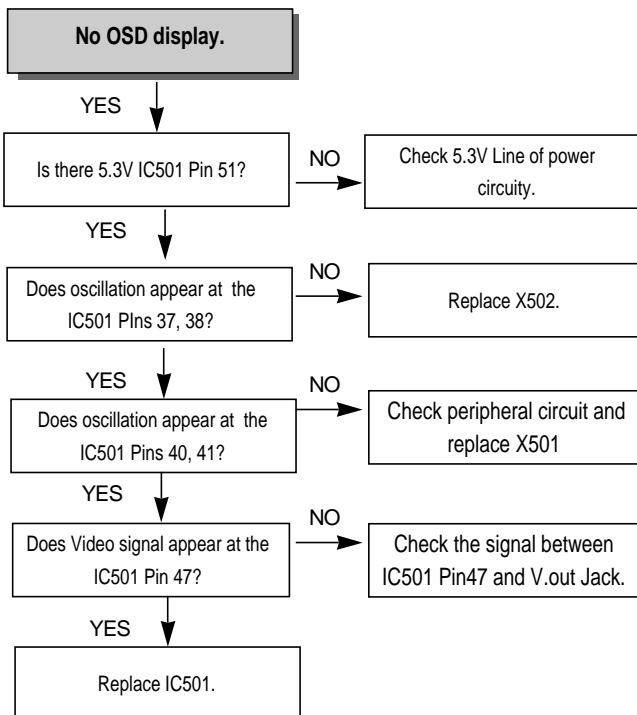 No OSD display.
YES
Is there 5.3V IC501 Pin 51?
NO
Check 5.3V Line of power
circuity.
YES
Does oscillation appear at the
IC501 PIns 37, 38?
NO
Replace X502.
YES
Does oscillation appear at the
IC501 Pins 40, 41?
NO
Check peripheral circuit and
replace X501
YES
Does Video signal appear at the
IC501 Pin 47?
NO
Check the signal between
IC501 Pin47 and V.out Jack.
YES
Replace IC501.